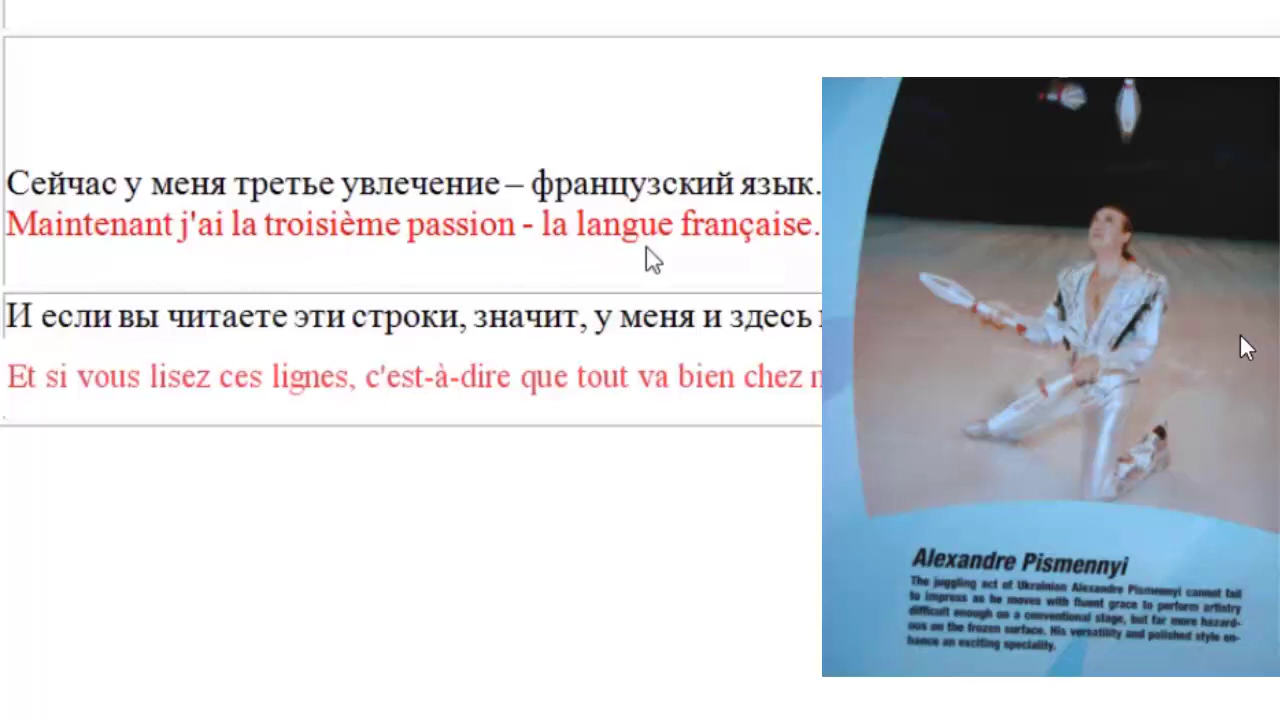 Сейчас у меня третье увлечение – французский язык.
Maintenant j'ai la troisième passion - la langue française.
И если вы читаете эти строки, значит, у меня и здесь
Et si vous lisez ces lignes, c'est-à-dire que tout va bien chez
Alexandre Pismennyi
The juggling act of Ukrainian Alexandre Pismennyi cannot fail
to impress as he moves with fluent grace to perform artistry
difficult enough on a conventional stage, but far more hazard-
ous on the frozen surface. His versatility and polished style en-
hance an exciting speciality.